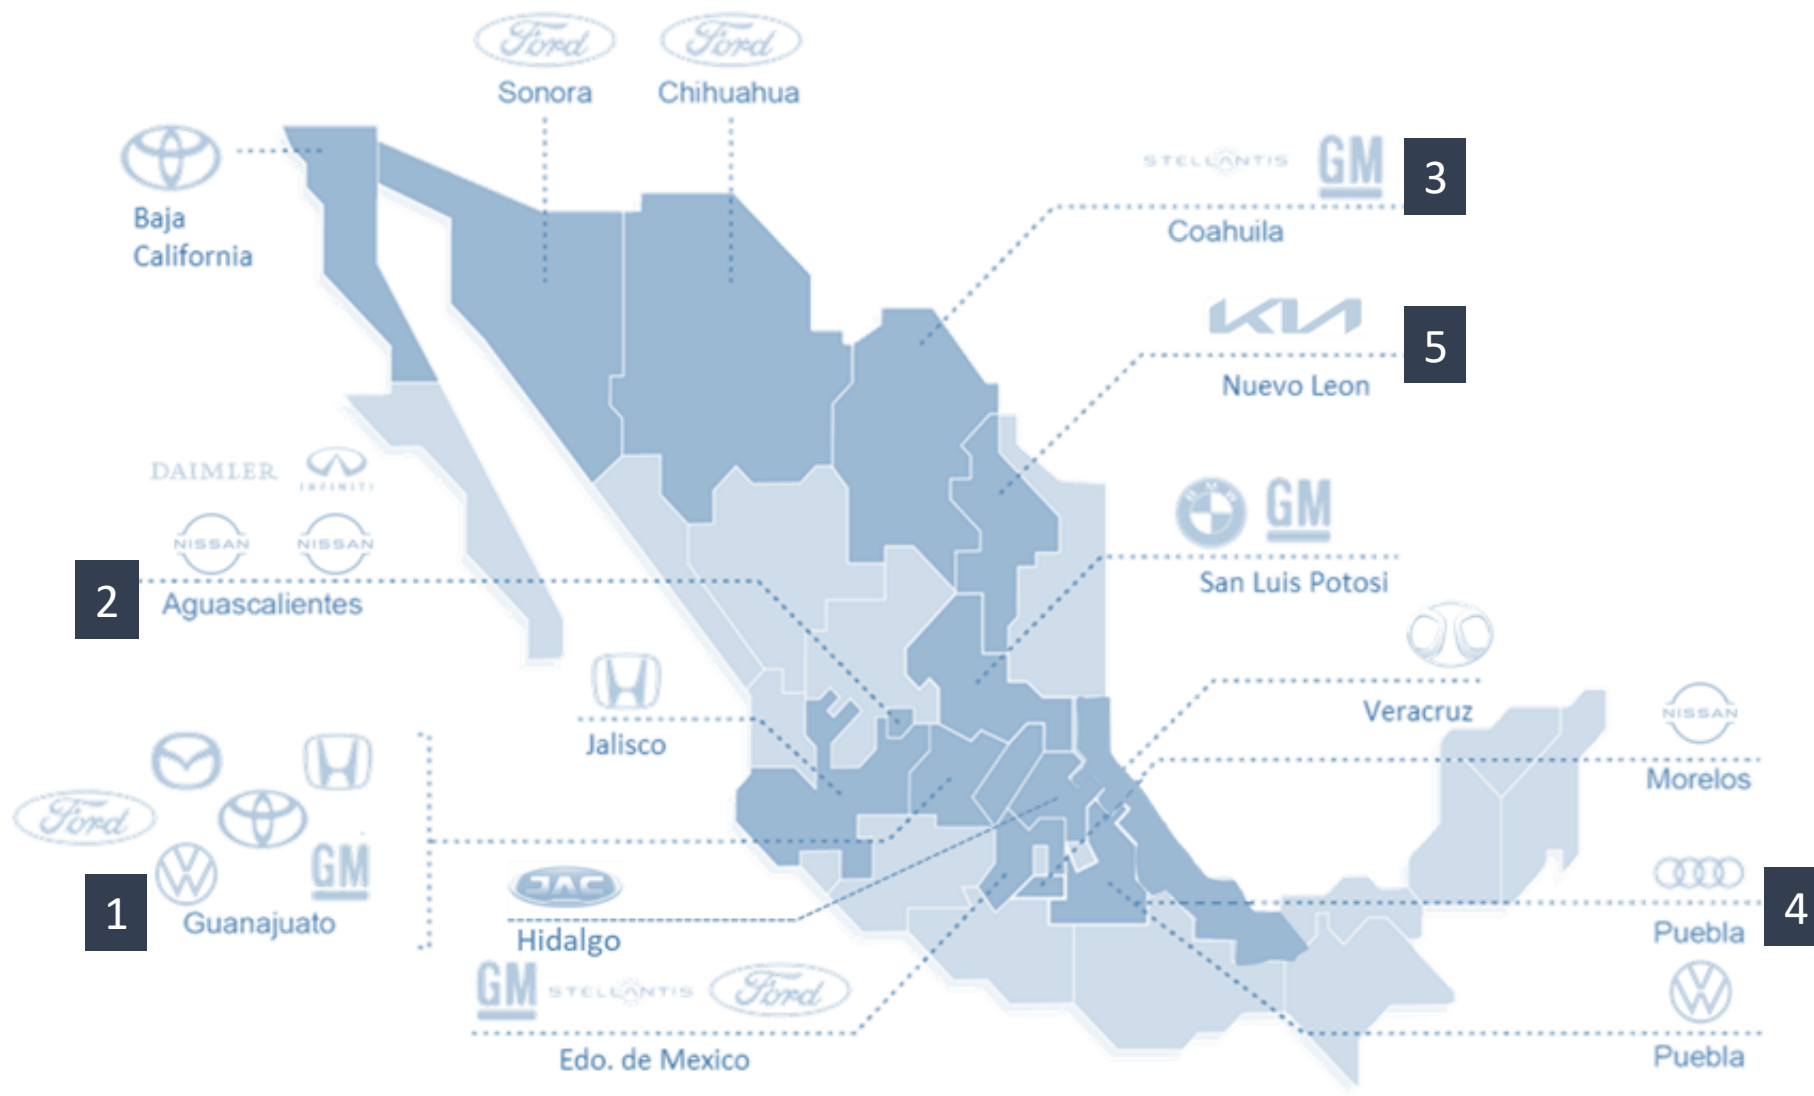 Ford
Ford
Sonora
Chihuahua
Baja
California
STELLANTIS GM
3
Coahuila
KIA
5
Nuevo Leon
DAIMLER
INFINITI
NISSAN
NISSAN
2
Aguascalientes
BMW
GM
San Luis Potosi
Veracruz
Jalisco
NISSAN
Morelos
Ford
GM
1
Guanajuato
JAC
Hidalgo
4
Puebla
GM STELLANTIS Ford
Edo. de Mexico
Puebla